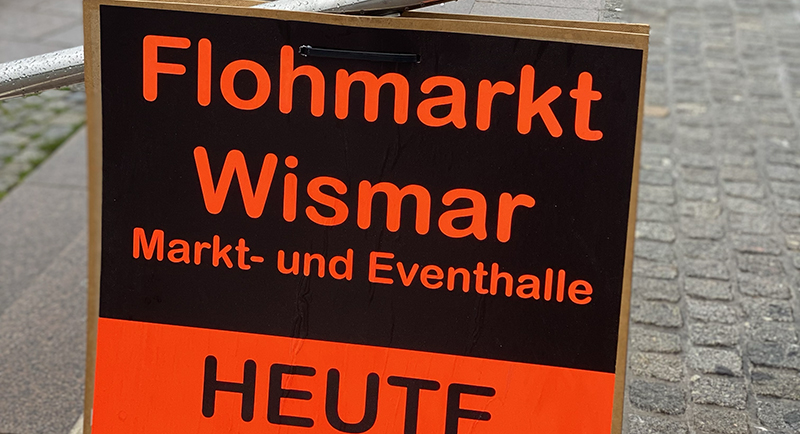 Flohmarkt
Wismar
Markt- und Eventhalle
HEUTE